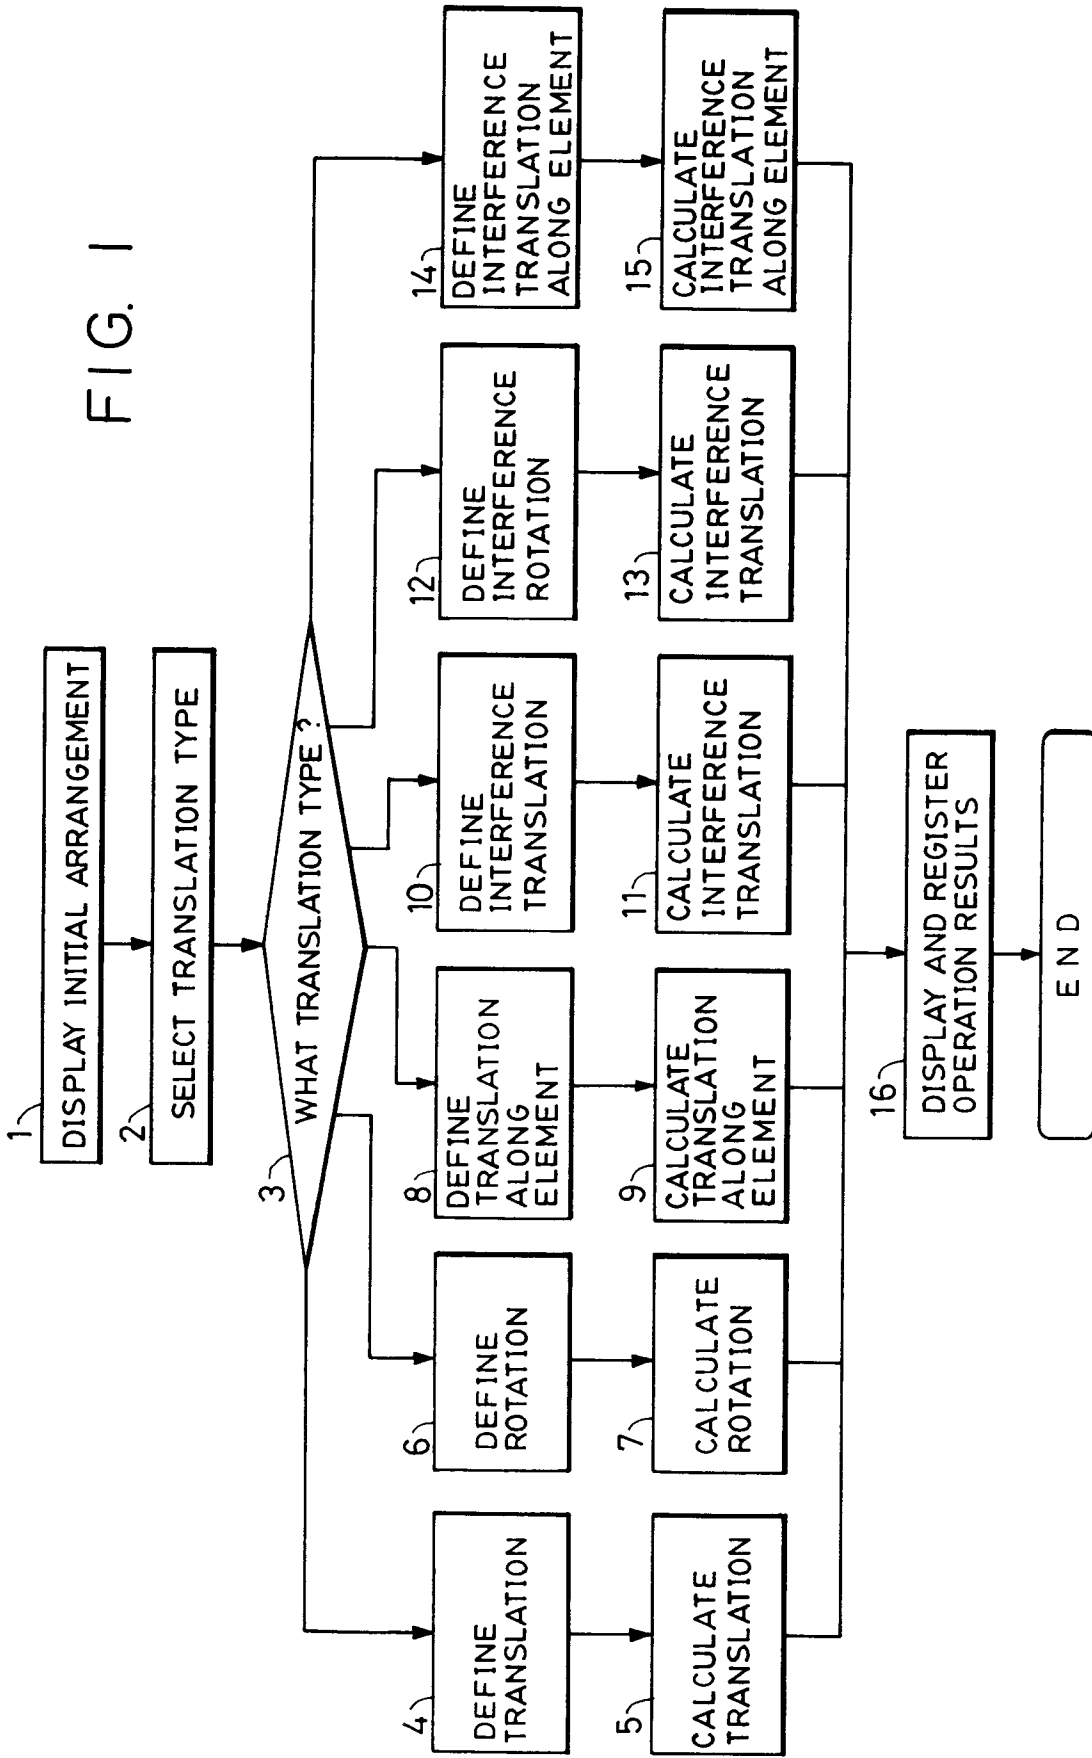 FIG. 1
1
DISPLAY INITIAL ARRANGEMENT
2
SELECT TRANSLATION TYPE
3
WHAT TRANSLATION TYPE ?
4
DEFINE
TRANSLATION
6
DEFINE
ROTATION
8
DEFINE
TRANSLATION
ALONG
ELEMENT
10
DEFINE
INTERFERENCE
TRANSLATION
12
DEFINE
INTERFERENCE
ROTATION
14
DEFINE
INTERFERENCE
TRANSLATION
ALONG ELEMENT
5
CALCULATE
TRANSLATION
7
CALCULATE
ROTATION
9
CALCULATE
TRANSLATION
ALONG
ELEMENT
11
CALCULATE
INTERFERENCE
TRANSLATION
13
CALCULATE
INTERFERENCE
TRANSLATION
15
CALCULATE
INTERFERENCE
TRANSLATION
ALONG ELEMENT
16
DISPLAY AND REGISTER
OPERATION RESULTS
END